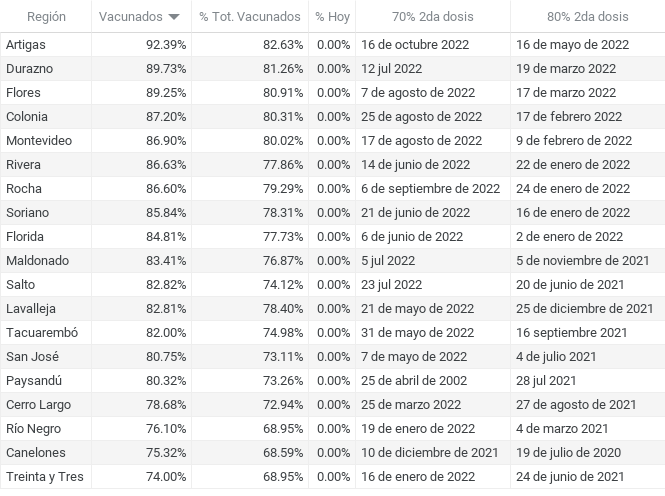 Región Vacunados % Tot. Vacunados % Hoy 70% 2da dosis 80% 2da dosis
Artigas 92.39% 82.63% 0.00% 16 de octubre 2022 16 de mayo de 2022
Durazno 89.73% 81.26% 0.00% 12 jul 2022 19 de marzo 2022
Flores 89.25% 80.91% 0.00% 7 de agosto de 2022 17 de marzo 2022
Colonia 87.20% 80.31% 0.00% 25 de agosto de 2022 17 de febrero 2022
Montevideo 86.90% 80.02% 0.00% 17 de agosto de 2022 9 de febrero de 2022
Rivera 86.63% 77.86% 0.00% 14 de junio de 2022 22 de enero de 2022
Rocha 86.60% 79.29% 0.00% 6 de septiembre de 2022 24 de enero de 2022
Soriano 85.84% 78.31% 0.00% 21 de junio de 2022 16 de enero de 2022
Florida 84.81% 77.73% 0.00% 6 de junio de 2022 2 de enero de 2022
Maldonado 83.41% 76.87% 0.00% 5 jul 2022 5 de noviembre de 2021
Salto 82.82% 74.12% 0.00% 23 jul 2022 20 de junio de 2021
Lavalleja 82.81% 78.40% 0.00% 21 de mayo de 2022 25 de diciembre de 2021
Tacuarembó 82.00% 74.98% 0.00% 31 de mayo de 2022 16 septiembre 2021
San José 80.75% 73.11% 0.00% 7 de mayo de 2022 4 de julio 2021
Paysandú 80.32% 73.26% 0.00% 25 de abril de 2002 28 jul 2021
Cerro Largo 78.68% 72.94% 0.00% 25 de marzo 2022 27 de agosto de 2021
Río Negro 76.10% 68.95% 0.00% 19 de enero de 2022 4 de marzo 2021
Canelones 75.32% 68.59% 0.00% 10 de diciembre de 2021 19 de julio de 2020
Treinta y Tres 74.00% 68.95% 0.00% 16 de enero de 2022 24 de junio de 2021